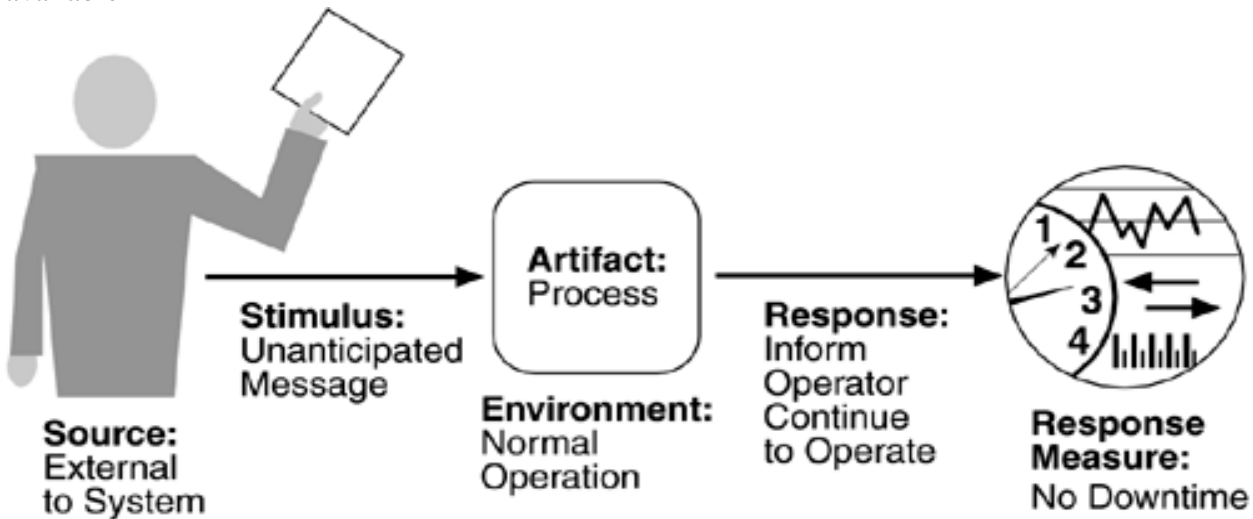 1
2
3
4
Artifact:
Process
Stimulus:
Unanticipated
Message
Response:
Inform
Operator
Continue
to Operate
Environment:
Normal
Operation
Source:
External
to System
Response
Measure:
No Downtime